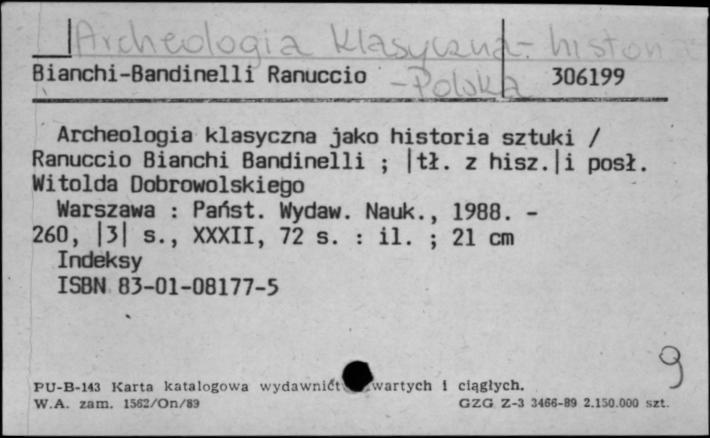 Archeologia klasyczna - historia
Bianchi-Bandinelli Ranuccio - Polska 306199
Archeologia klasyczna jako historia sztuki /
Ranuccio Bianchi Bandinelli ; |tł. z hisz.|i posł.
Witolda Dobrowolskiego
Warszawa : Państ. Wydaw. Nauk., 1988. -
260, |3| s., XXXII, 72 s. : il. ; 21 cm
Indeksy
ISBN 83-01-08177-5
9
PU-B-143 Karta katalogowa wydawnict wartych i ciągłych.
W.A. zam. 1562/On/89 GZG Z-3 3466-89 2.150.000 szt.